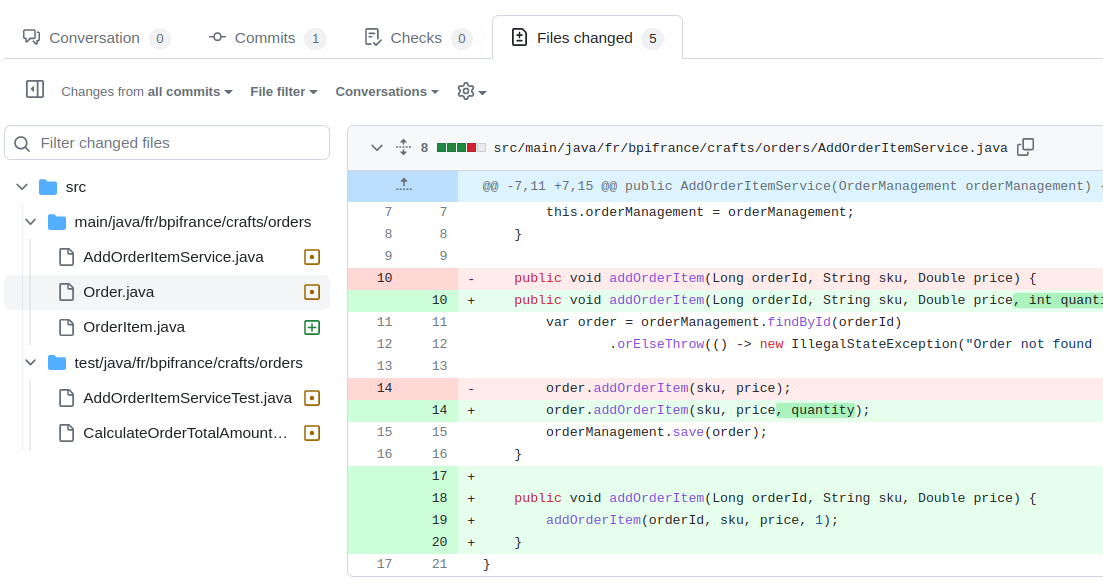 Conversation 0 Commits 1 Checks 0 Files changed 5
Changes from all commits File filter Conversations
Filter changed files
src
main/java/fr/bpifrance/crafts/orders
AddOrderItemService.java
Order.java
OrderItem.java
test/java/fr/bpifrance/crafts/orders
AddOrderItemServiceTest.java
CalculateOrderTotalAmount…
8 src/main/java/fr/bpifrance/crafts/orders/AddOrderItemService.java
@@ -7,11 +7,15 @@ public AddOrderItemService(OrderManagement orderManagement)
7 7 this.orderManagement = orderManagement;
8 8 }
9 9
10 - public void addOrderItem(Long orderId, String sku, Double price) {
10 + public void addOrderItem(Long orderId, String sku, Double price, int quanti
11 11 var order = orderManagement.findById(orderId)
12 12 .orElseThrow(() -> new IllegalStateException("Order not found
13 13
14 - order.addOrderItem(sku, price);
14 + order.addOrderItem(sku, price, quantity);
15 15 orderManagement.save(order);
16 16 }
17 +
18 + public void addOrderItem(Long orderId, String sku, Double price) {
19 + addOrderItem(orderId, sku, price, 1);
20 + }
17 21 }